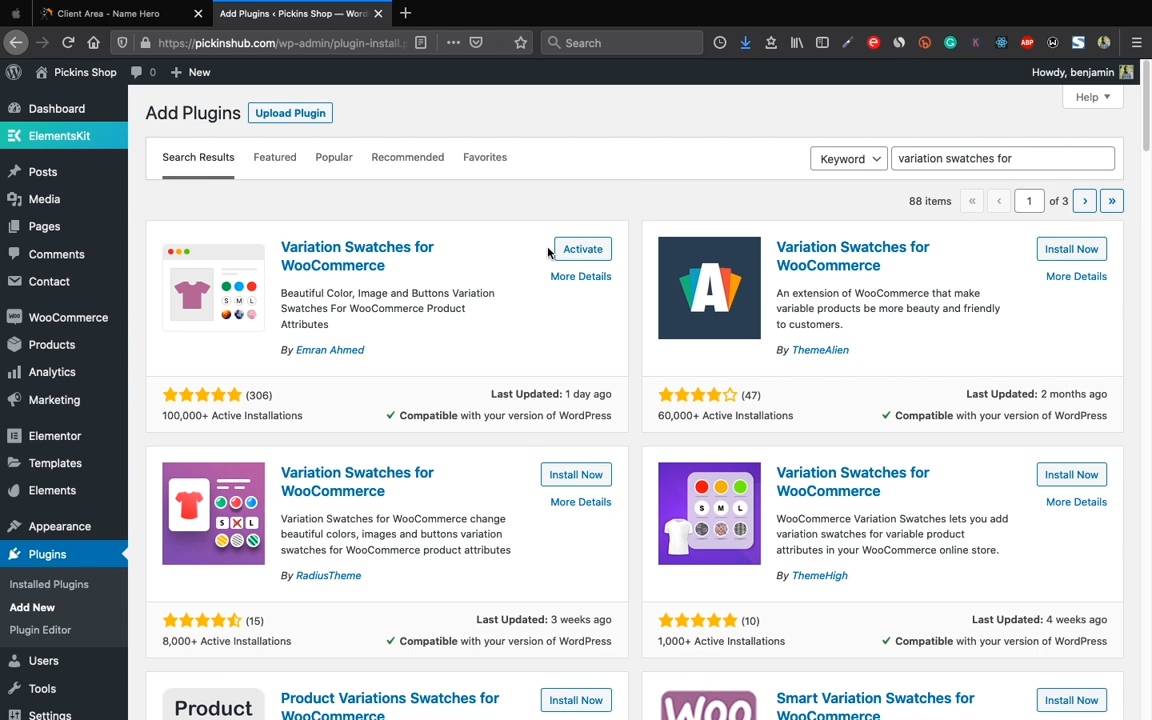 Client Area - Name Hero
Add Plugins ‹ Pickins Shop — Word
https://pickinshub.com/wp-admin/plugin-install.
Search
ABP
Pickins Shop
0
New
Howdy, benjamin
Dashboard
ElementsKit
Posts
Media
Pages
Comments
Contact
WooCommerce
Products
Analytics
Marketing
Elementor
Templates
Elements
Appearance
Plugins
Installed Plugins
Add New
Plugin Editor
Users
Tools
Settings
Add Plugins
Upload Plugin
Help
Search Results
Featured
Popular
Recommended
Favorites
Keyword
variation swatches for
88 items
«
‹
1
of 3
›
»
Variation Swatches for
WooCommerce
Activate
More Details
Beautiful Color, Image and Buttons Variation
Swatches For WooCommerce Product
Attributes
By Emran Ahmed
S M L
(306)
Last Updated: 1 day ago
100,000+ Active Installations
Compatible with your version of WordPress
A
Variation Swatches for
WooCommerce
Install Now
More Details
An extension of WooCommerce that make
variable products be more beauty and friendly
to customers.
By ThemeAlien
(47)
Last Updated: 2 months ago
60,000+ Active Installations
Compatible with your version of WordPress
S X L
Variation Swatches for
WooCommerce
Install Now
More Details
Variation Swatches for WooCommerce change
beautiful colors, images and buttons variation
swatches for WooCommerce product attributes
By RadiusTheme
(15)
Last Updated: 3 weeks ago
8,000+ Active Installations
Compatible with your version of WordPress
S M L
Variation Swatches for
WooCommerce
Install Now
More Details
WooCommerce Variation Swatches lets you add
variation swatches for variable product
attributes in your WooCommerce online store.
By ThemeHigh
(10)
Last Updated: 4 weeks ago
1,000+ Active Installations
Compatible with your version of WordPress
Product
Product Variations Swatches for
WooCommerce
Install Now
WOO
Smart Variation Swatches for
WooCommerce
Install Now